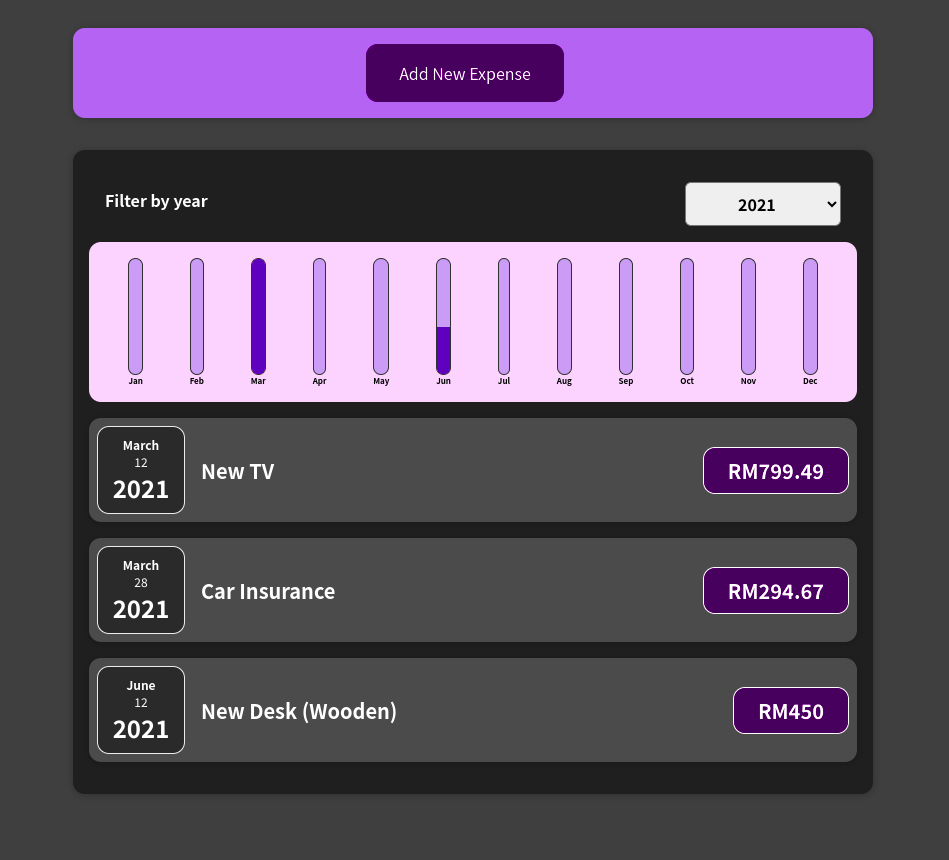 Add New Expense
Filter by year
2021
Jan Feb Mar Apr May Jun Jul Aug Sep Oct Nov Dec
March
12
2021
New TV
RM799.49
March
28
2021
Car Insurance
RM294.67
June
12
2021
New Desk (Wooden)
RM450